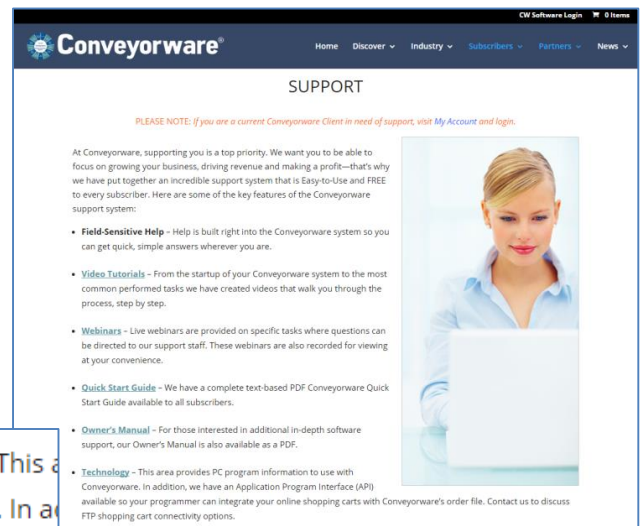 CW Software Login 0 Items
Conveyorware®
Home Discover Industry Subscribers Partners News
SUPPORT
PLEASE NOTE: If you are a current Conveyorware Client in need of support, visit My Account and login.
At Conveyorware, supporting you is a top priority. We want you to be able to
focus on growing your business, driving revenue and making a profit—that's why
we have put together an incredible support system that is Easy-to-Use and FREE
to every subscriber. Here are some of the key features of the Conveyorware
support system:
• Field-Sensitive Help – Help is built right into the Conveyorware system so you
can get quick, simple answers wherever you are.
• Video Tutorials – From the startup of your Conveyorware system to the most
common performed tasks we have created videos that walk you through the
process, step by step.
• Webinars – Live webinars are provided on specific tasks where questions can
be directed to our support staff. These webinars are also recorded for viewing
at your convenience.
• Quick Start Guide – We have a complete text-based PDF Conveyorware Quick
Start Guide available to all subscribers.
• Owner's Manual – For those interested in additional in-depth software
support, our Owner's Manual is also available as a PDF.
• Technology – This area provides PC program information to use with
Conveyorware. In addition, we have an Application Program Interface (API)
available so your programmer can integrate your online shopping carts with Conveyorware's order file. Contact us to discuss
FTP shopping cart connectivity options.
This a
In ad